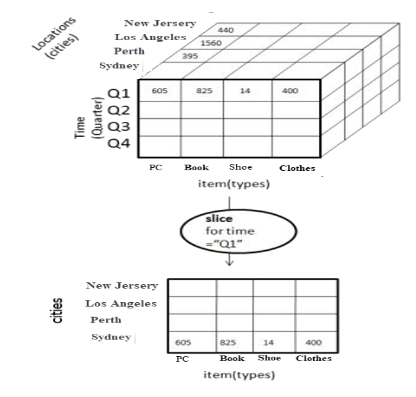 New Jersery 440
Los Angeles 1560
Perth 395
Sydney
Locations
(cities)
Q1 605 825 14 400
Q2
Q3
Q4
Time
(Quarter)
PC Book Shoe Clothes
item(types)
slice
for time
="Q1"
New Jersery
Los Angeles
Perth
Sydney 605 825 14 400
cities
PC Book Shoe Clothes
item(types)